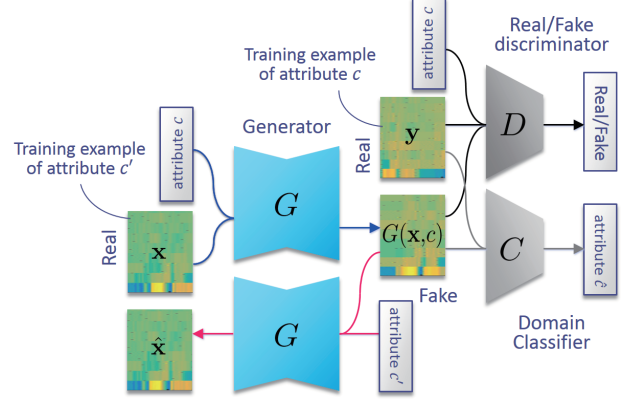 attribute c
Real/Fake
discriminator
Training example
of attribute c
Real
y
D
Real/Fake
Training example
of attribute c′
attribute c
Generator
G
Real
x
G(x,c)
Fake
C
attribute ĉ
Domain
Classifier
x̂
G
attribute c′